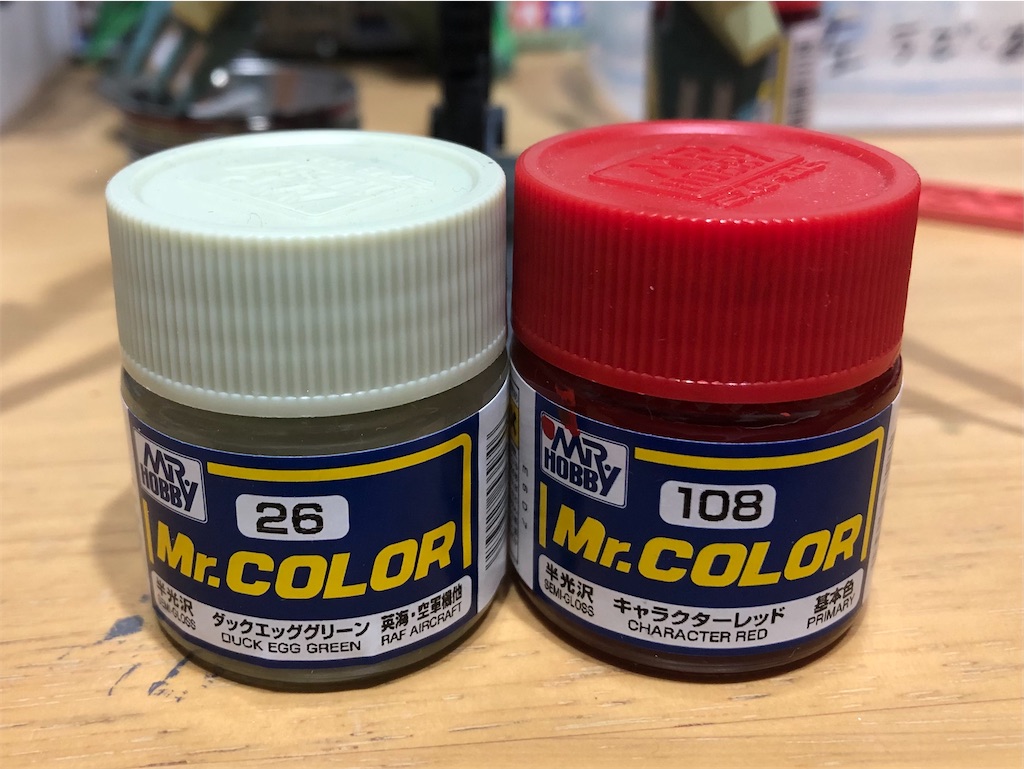 MR
HOBBY
26
Mr.COLOR
半光沢
SEMI-GLOSS
ダックエッググリーン
DUCK EGG GREEN
英海・空軍機他
RAF AIRCRAFT
MR
HOBBY
MR
HOBBY
108
Mr.COLOR
半光沢
SEMI-GLOSS
キャラクターレッド
CHARACTER RED
基本色
PRIMARY